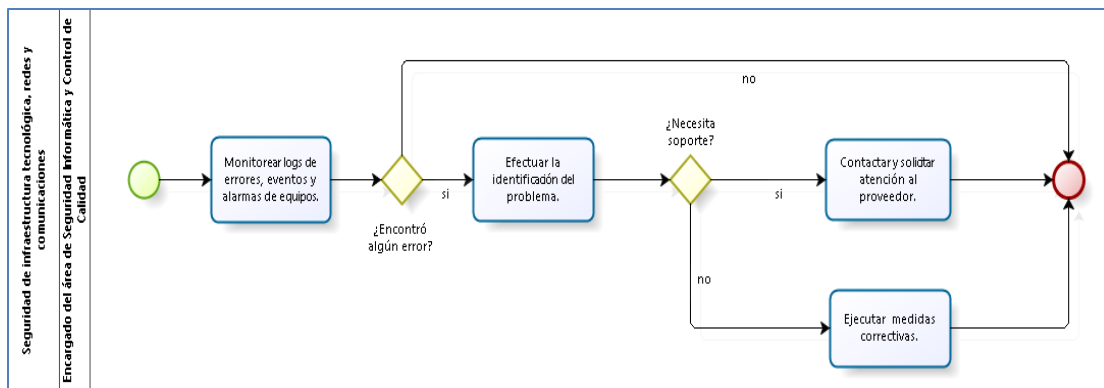 Seguridad de infraestructura tecnológica, redes y
comunicaciones
Encargado del área de Seguridad Informática y Control de
Calidad
Monitorear logs de
errores, eventos y
alarmas de equipos.
¿Encontró
algún error?
no
si
Efectuar la
identificación del
problema.
¿Necesita
soporte?
si
no
Contactar y solicitar
atención al
proveedor.
Ejecutar medidas
correctivas.